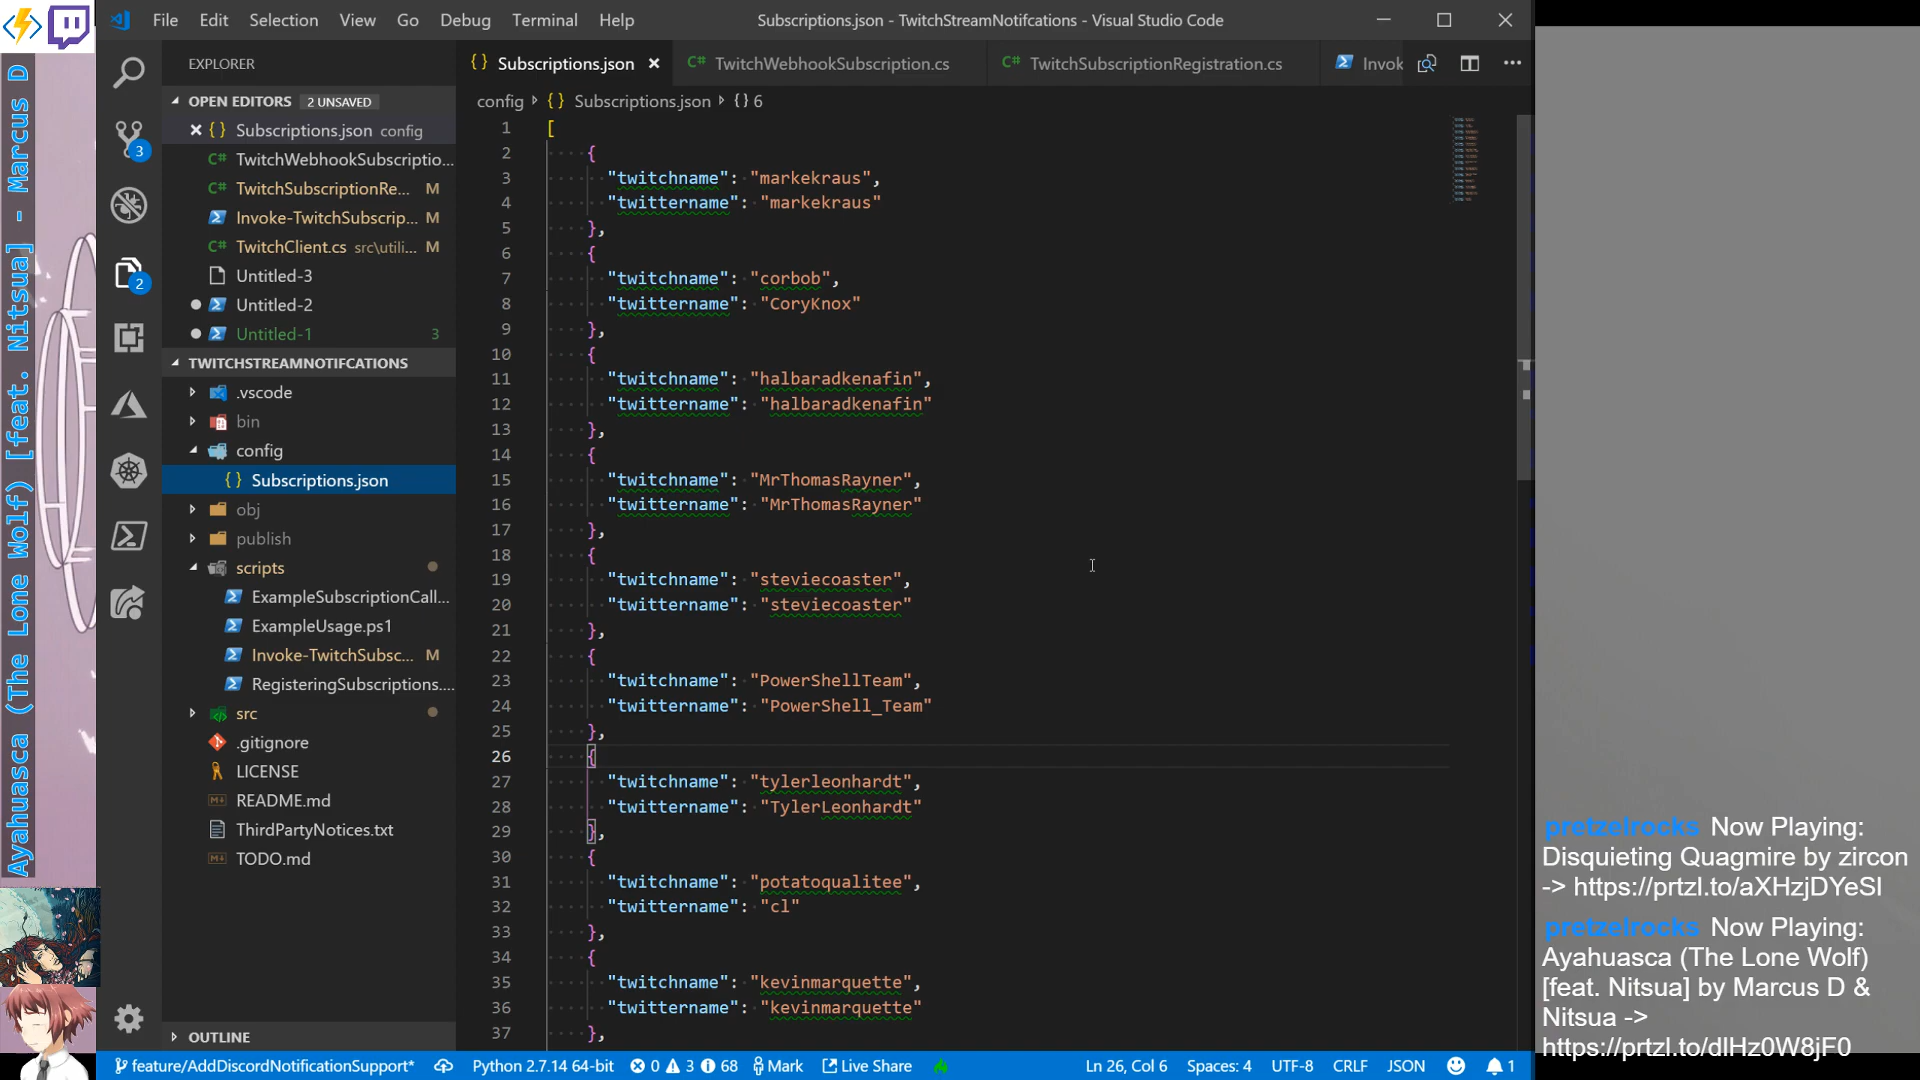 File Edit Selection View Go Debug Terminal Help
Subscriptions.json - TwitchStreamNotifcations - Visual Studio Code
EXPLORER
OPEN EDITORS 2 UNSAVED
Subscriptions.json config
TwitchWebhookSubscriptio...
TwitchSubscriptionRe... M
Invoke-TwitchSubscrip... M
TwitchClient.cs src\utili... M
Untitled-3
Untitled-2
Untitled-1 3
TWITCHSTREAMNOTIFCATIONS
.vscode
bin
config
Subscriptions.json
obj
publish
scripts
ExampleSubscriptionCall...
ExampleUsage.ps1
Invoke-TwitchSubsc... M
RegisteringSubscriptions....
src
.gitignore
LICENSE
README.md
ThirdPartyNotices.txt
TODO.md
OUTLINE
3
2
Subscriptions.json
TwitchWebhookSubscription.cs
TwitchSubscriptionRegistration.cs
Invok
config Subscriptions.json {} 6
1 [
2 {
3 "twitchname": "markekraus",
4 "twittername": "markekraus"
5 },
6 {
7 "twitchname": "corbob",
8 "twittername": "CoryKnox"
9 },
10 {
11 "twitchname": "halbaradkenafin",
12 "twittername": "halbaradkenafin"
13 },
14 {
15 "twitchname": "MrThomasRayner",
16 "twittername": "MrThomasRayner"
17 },
18 {
19 "twitchname": "steviecoaster",
20 "twittername": "steviecoaster"
21 },
22 {
23 "twitchname": "PowerShellTeam",
24 "twittername": "PowerShell_Team"
25 },
26 {
27 "twitchname": "tylerleonhardt",
28 "twittername": "TylerLeonhardt"
29 },
30 {
31 "twitchname": "potatoqualitee",
32 "twittername": "cl"
33 },
34 {
35 "twitchname": "kevinmarquette",
36 "twittername": "kevinmarquette"
37 },
feature/AddDiscordNotificationSupport* Python 2.7.14 64-bit 0 3 68 Mark Live Share Ln 26, Col 6 Spaces: 4 UTF-8 CRLF JSON 1
Ayahuasca (The Lone Wolf) [feat. Nitsua] - Marcus D
pretzelrocks Now Playing:
Disquieting Quagmire by zircon
-> https://prtzl.to/aXHzjDYeSI
pretzelrocks Now Playing:
Ayahuasca (The Lone Wolf)
[feat. Nitsua] by Marcus D &
Nitsua ->
https://prtzl.to/dIHz0W8jF0